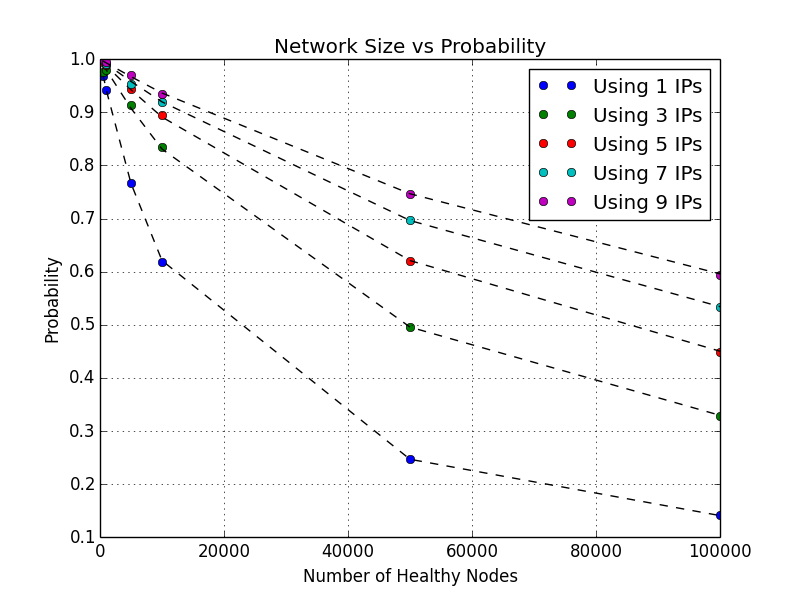 Network Size vs Probability
1.0
0.9
0.8
0.7
0.6
0.5
0.4
0.3
0.2
0.1
Probability
Using 1 IPs
Using 3 IPs
Using 5 IPs
Using 7 IPs
Using 9 IPs
0 20000 40000 60000 80000 100000
Number of Healthy Nodes